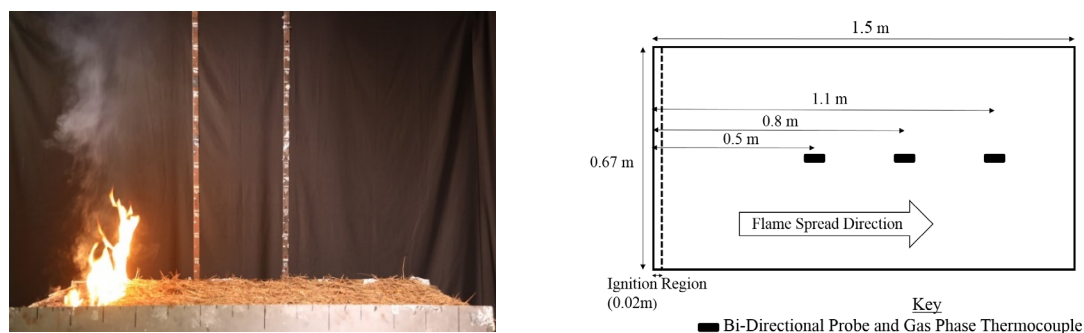 1.5 m
1.1 m
0.8 m
0.5 m
0.67 m
Flame Spread Direction
Ignition Region
(0.02m)
Key
Bi-Directional Probe and Gas Phase Thermocouple